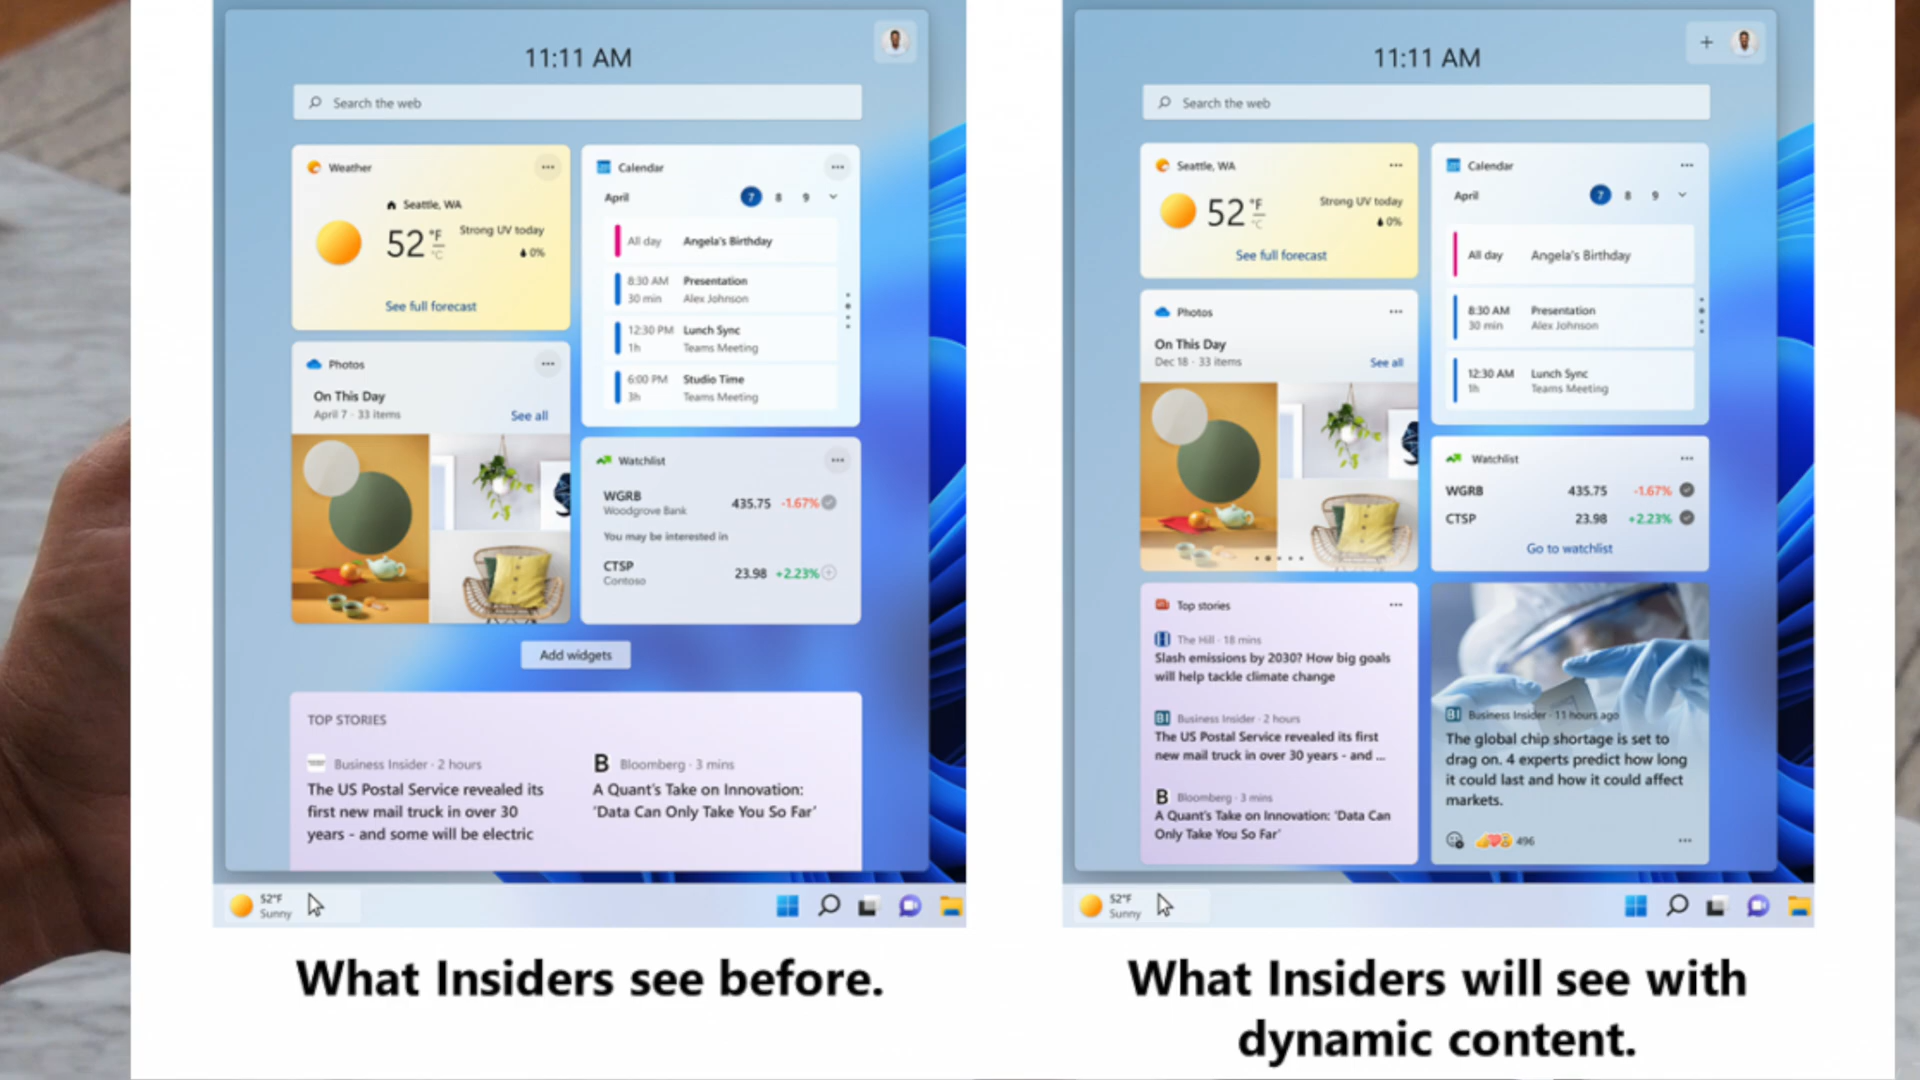 11:11 AM
Search the web
Weather
Seattle, WA
52 °F
°C
Strong UV today
0%
See full forecast
Calendar
April 7 8 9
All day Angela's Birthday
8:30 AM Presentation
30 min Alex Johnson
12:30 PM Lunch Sync
1h Teams Meeting
6:00 PM Studio Time
3h Teams Meeting
Photos
On This Day
April 7 · 33 items
See all
Watchlist
WGRB 435.75 -1.67%
Woodgrove Bank
You may be interested in
CTSP 23.98 +2.23%
Contoso
Add widgets
TOP STORIES
Business Insider · 2 hours
The US Postal Service revealed its
first new mail truck in over 30
years - and some will be electric
B Bloomberg · 3 mins
A Quant's Take on Innovation:
'Data Can Only Take You So Far'
52°F
Sunny
What Insiders see before.
11:11 AM
Search the web
Seattle, WA
52 °F
°C
Strong UV today
0%
See full forecast
Calendar
April 7 8 9
All day Angela's Birthday
8:30 AM Presentation
30 min Alex Johnson
12:30 AM Lunch Sync
1h Teams Meeting
Photos
On This Day
Dec 18 · 33 items
See all
Watchlist
WGRB 435.75 -1.67%
CTSP 23.98 +2.23%
Go to watchlist
Top stories
The Hill · 18 mins
Slash emissions by 2030? How big goals
will help tackle climate change
BI Business Insider · 2 hours
The US Postal Service revealed its first
new mail truck in over 30 years - and ...
B Bloomberg · 3 mins
A Quant's Take on Innovation: 'Data Can
Only Take You So Far'
BI Business Insider · 11 hours ago
The global chip shortage is set to
drag on. 4 experts predict how long
it could last and how it could affect
markets.
496
52°F
Sunny
What Insiders will see with
dynamic content.